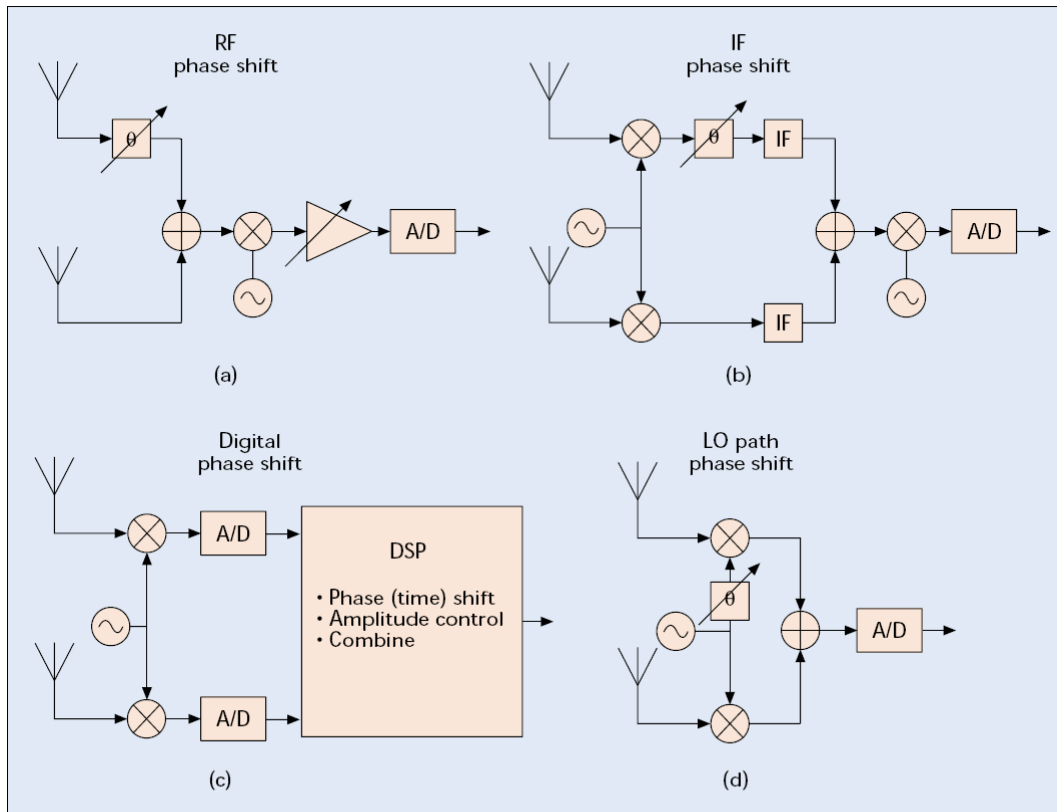 RF
phase shift
θ
A/D
(a)
IF
phase shift
θ
IF
IF
A/D
(b)
Digital
phase shift
A/D
A/D
DSP
• Phase (time) shift
• Amplitude control
• Combine
(c)
LO path
phase shift
θ
A/D
(d)